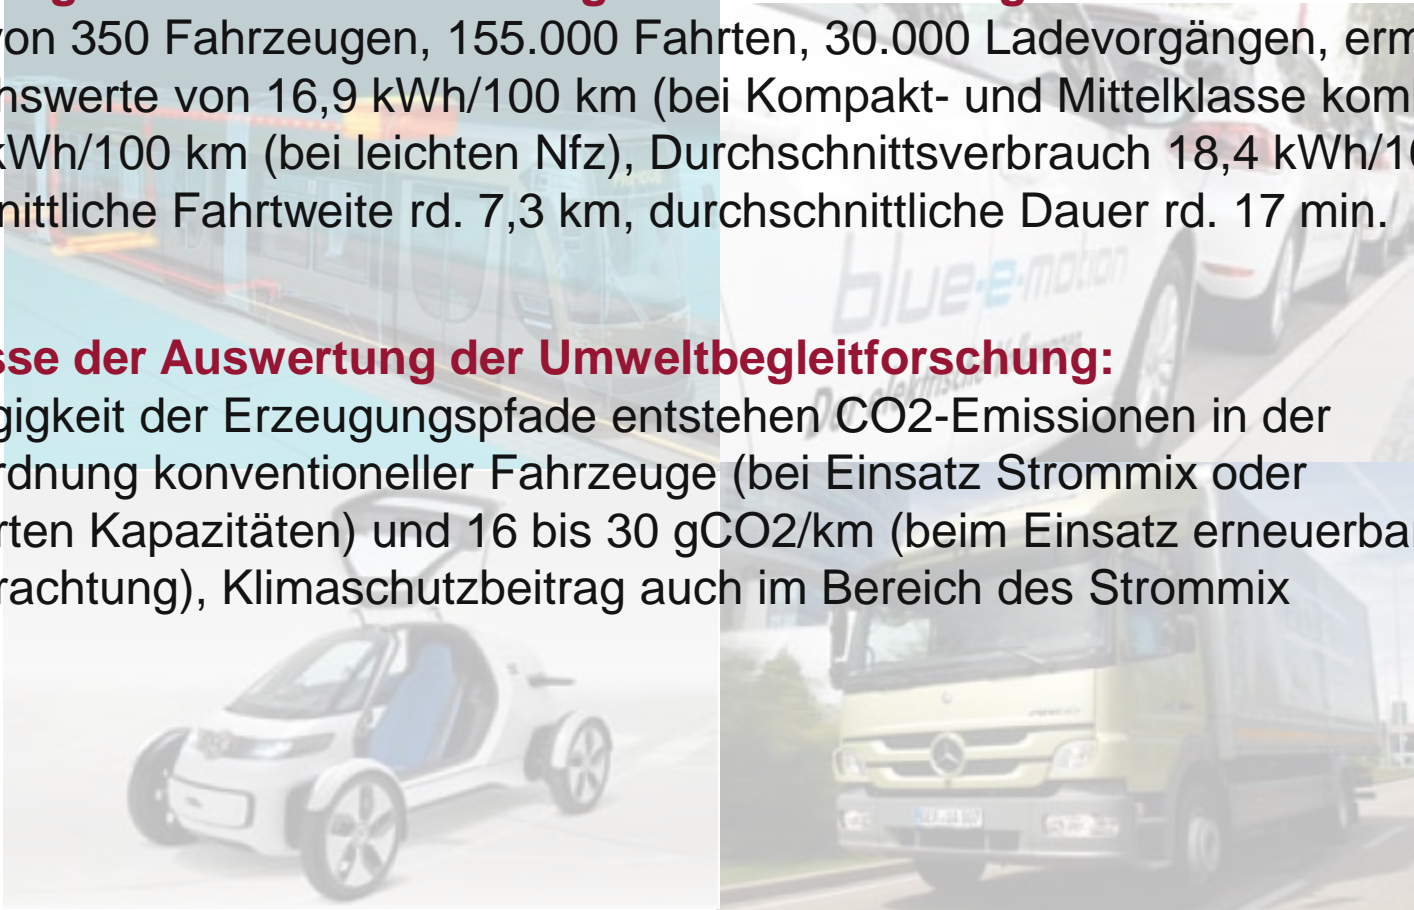 von 350 Fahrzeugen, 155.000 Fahrten, 30.000 Ladevorgängen, erm
nswerte von 16,9 kWh/100 km (bei Kompakt- und Mittelklasse kom
kWh/100 km (bei leichten Nfz), Durchschnittsverbrauch 18,4 kWh/10
nittliche Fahrtweite rd. 7,3 km, durchschnittliche Dauer rd. 17 min.
blue-e-motion
Der elektrische
sse der Auswertung der Umweltbegleitforschung:
gigkeit der Erzeugungspfade entstehen CO2-Emissionen in der
rdnung konventioneller Fahrzeuge (bei Einsatz Strommix oder
rten Kapazitäten) und 16 bis 30 gCO2/km (beim Einsatz erneuerba
rachtung), Klimaschutzbeitrag auch im Bereich des Strommix